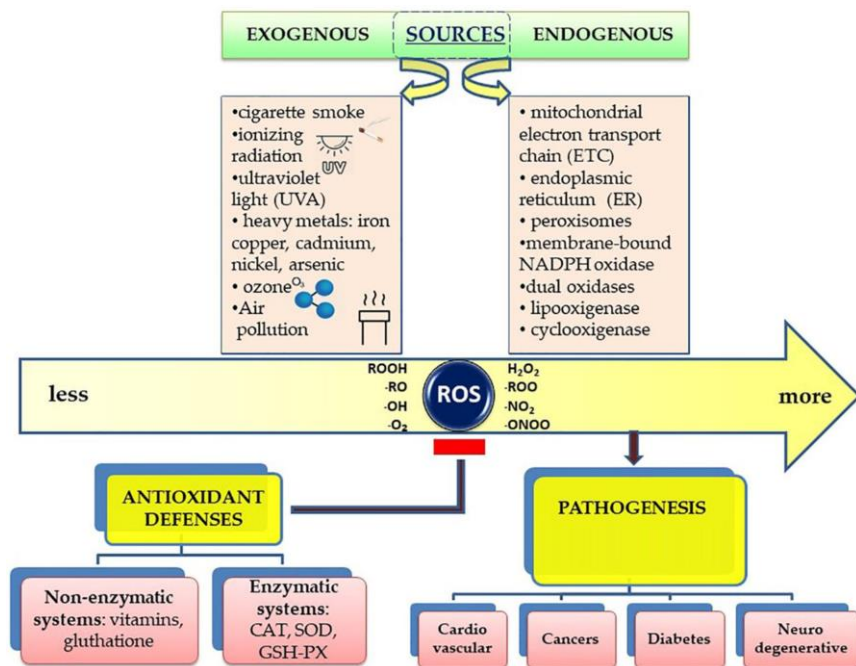 EXOGENOUS SOURCES ENDOGENOUS
•cigarette smoke
•ionizing
radiation
UV
•ultraviolet
light (UVA)
• heavy metals: iron
copper, cadmium,
nickel, arsenic
• ozone O₃
•Air
pollution
• mitochondrial
electron transport
chain (ETC)
• endoplasmic
reticulum (ER)
• peroxisomes
•membrane-bound
NADPH oxidase
•dual oxidases
• lipooxigenase
• cyclooxigenase
less
ROOH
-RO
-OH
-O₂
ROS
H₂O₂
-ROO
-NO₂
-ONOO
more
ANTIOXIDANT
DEFENSES
Non-enzymatic
systems: vitamins,
gluthatione
Enzymatic
systems:
CAT, SOD,
GSH-PX
PATHOGENESIS
Cardio
vascular
Cancers
Diabetes
Neuro
degenerative